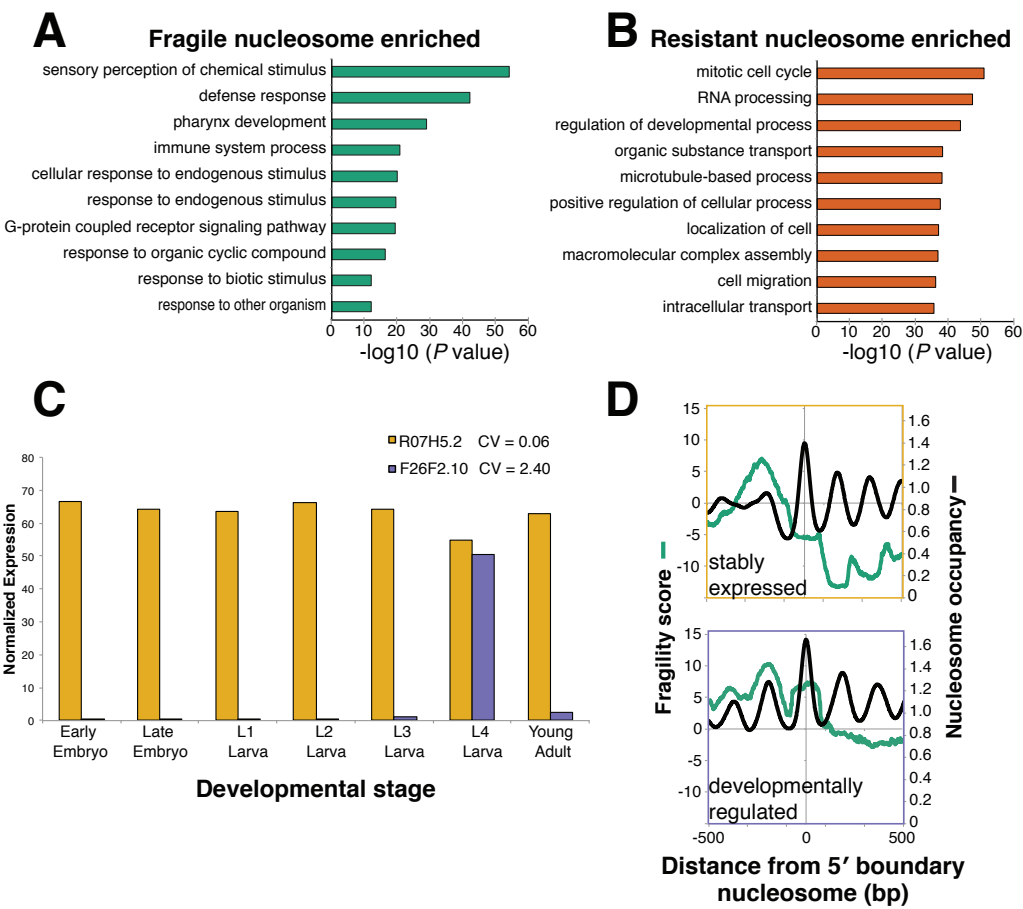 A
Fragile nucleosome enriched
sensory perception of chemical stimulus
defense response
pharynx development
immune system process
cellular response to endogenous stimulus
response to endogenous stimulus
G-protein coupled receptor signaling pathway
response to organic cyclic compound
response to biotic stimulus
response to other organism
0 10 20 30 40 50 60
-log10 (P value)
B
Resistant nucleosome enriched
mitotic cell cycle
RNA processing
regulation of developmental process
organic substance transport
microtubule-based process
positive regulation of cellular process
localization of cell
macromolecular complex assembly
cell migration
intracellular transport
0 10 20 30 40 50 60
-log10 (P value)
C
R07H5.2 CV = 0.06
F26F2.10 CV = 2.40
Normalized Expression
80
70
60
50
40
30
20
10
0
Early Embryo
Late Embryo
L1 Larva
L2 Larva
L3 Larva
L4 Larva
Young Adult
Developmental stage
D
Fragility score
Nucleosome occupancy
15
10
5
0
-5
-10
1.6
1.4
1.2
1.0
0.8
0.6
0.4
0.2
0
stably
expressed
15
10
5
0
-5
-10
1.6
1.4
1.2
1.0
0.8
0.6
0.4
0.2
0
developmentally
regulated
-500 0 500
Distance from 5′ boundary
nucleosome (bp)